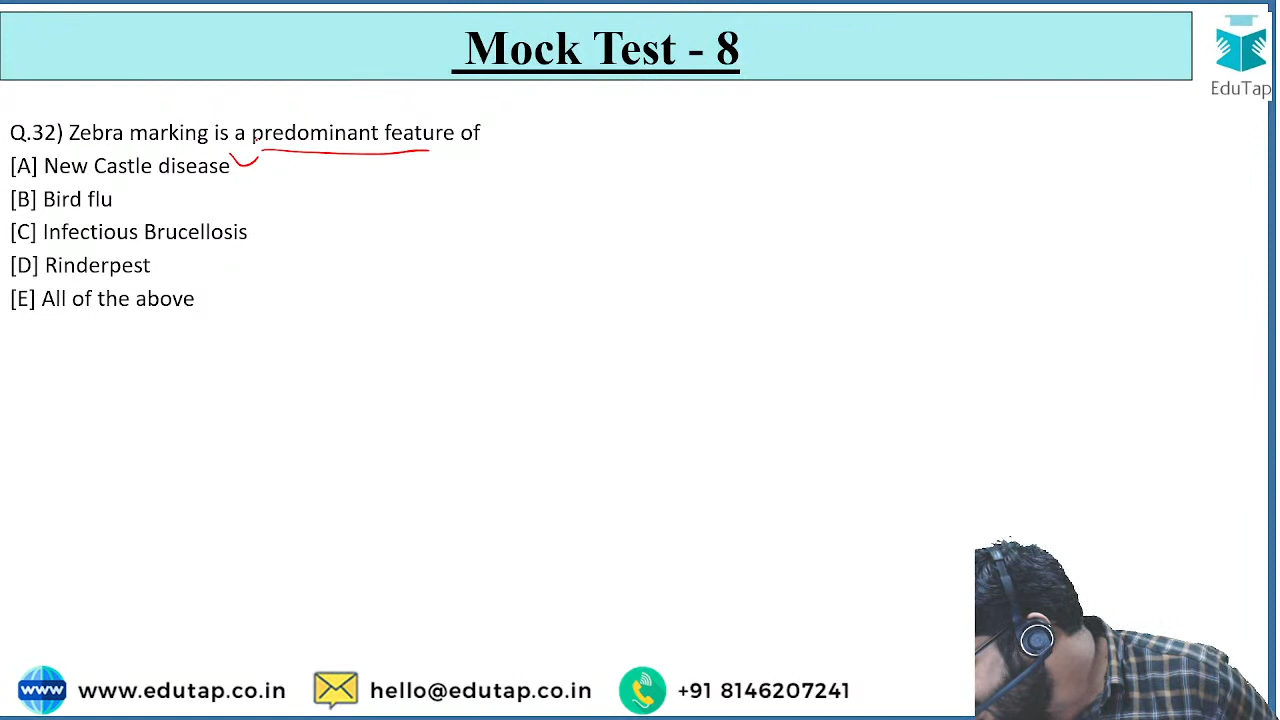 Mock Test - 8
EduTap
Q.32) Zebra marking is a predominant feature of
[A] New Castle disease
[B] Bird flu
[C] Infectious Brucellosis
[D] Rinderpest
[E] All of the above
www www.edutap.co.in hello@edutap.co.in +91 8146207241